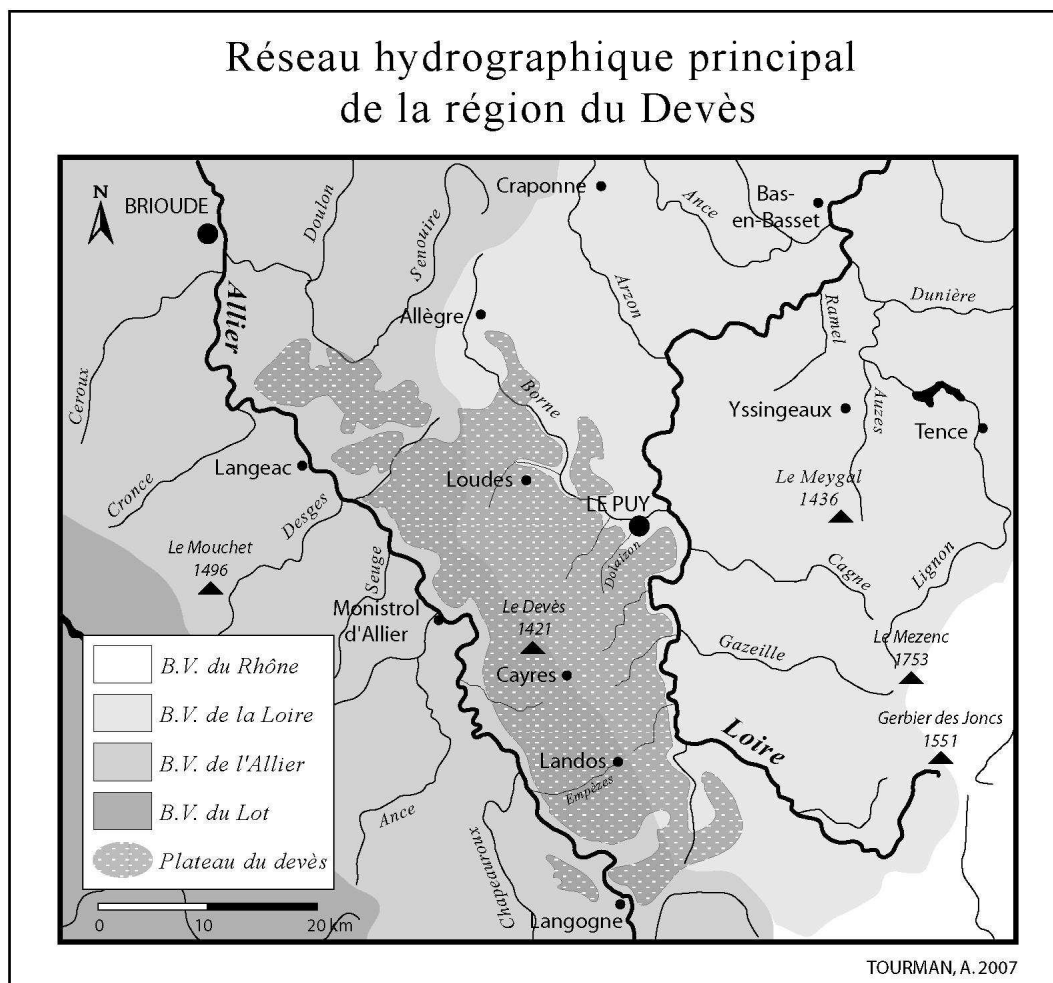 Réseau hydrographique principal
de la région du Devès
N
BRIOUDE
Doulon
Senouire
Craponne
Ance
Bas-
en-Basset
Allier
Allègre
Arzon
Ramel
Dunière
Ceroux
Borne
Yssingeaux
Auzes
Tence
Langeac
Loudes
Le Meygal
1436
Cronce
Desges
LE PUY
Dolaizon
Le Mouchet
1496
Seuge
Cagne
Lignon
Monistrol
d'Allier
Le Devès
1421
Gazeille
Le Mezenc
1753
Cayres
Gerbier des Joncs
1551
Loire
Landos
Empèzes
Ance
Chapeauroux
Langogne
B.V. du Rhône
B.V. de la Loire
B.V. de l'Allier
B.V. du Lot
Plateau du devès
0 10 20 km
TOURMAN, A. 2007